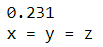 0.231
x = y = z